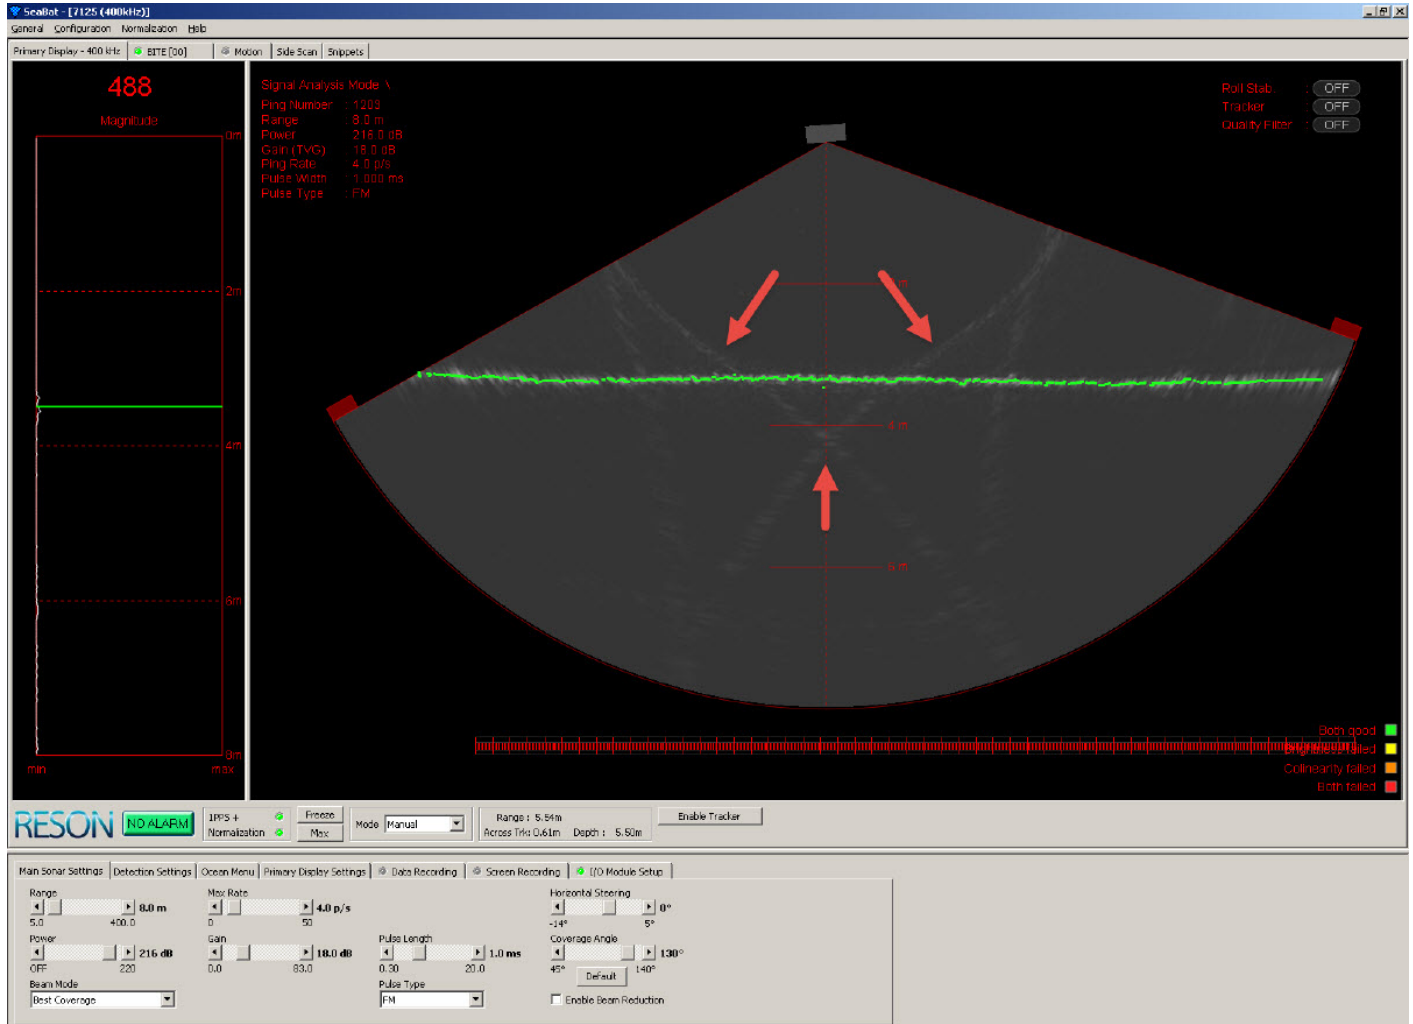 SeaBat - [7125 (400kHz)]
General Configuration Normalization Help
Primary Display - 400 kHz BITE [00] Motion Side Scan Snippets
488
Magnitude
0m
2m
4m
6m
8m
min max
Signal Analysis Mode \
Ping Number : 1203
Range : 8.0 m
Power : 216.0 dB
Gain (TVG) : 18.0 dB
Ping Rate : 4.0 p/s
Pulse Width : 1.000 ms
Pulse Type : FM
Roll Stab. : OFF
Tracker : OFF
Quality Filter : OFF
m
4 m
6 m
Both good
Brightness failed
Colinearity failed
Both failed
RESON
NO ALARM
1PPS +
Normalization
Freeze
Max
Mode Manual
Range : 5.54m
Across Trk: 0.61m Depth : 5.50m
Enable Tracker
Main Sonar Settings Detection Settings Ocean Menu Primary Display Settings Data Recording Screen Recording I/O Module Setup
Range Max Rate Horizontal Steering
8.0 m 4.0 p/s 0°
5.0 400.0 0 50 -14° 5°
Power Gain Pulse Length Coverage Angle
216 dB 18.0 dB 1.0 ms 130°
OFF 220 0.0 83.0 0.30 20.0 45° Default 140°
Beam Mode Pulse Type
Best Coverage FM Enable Beam Reduction